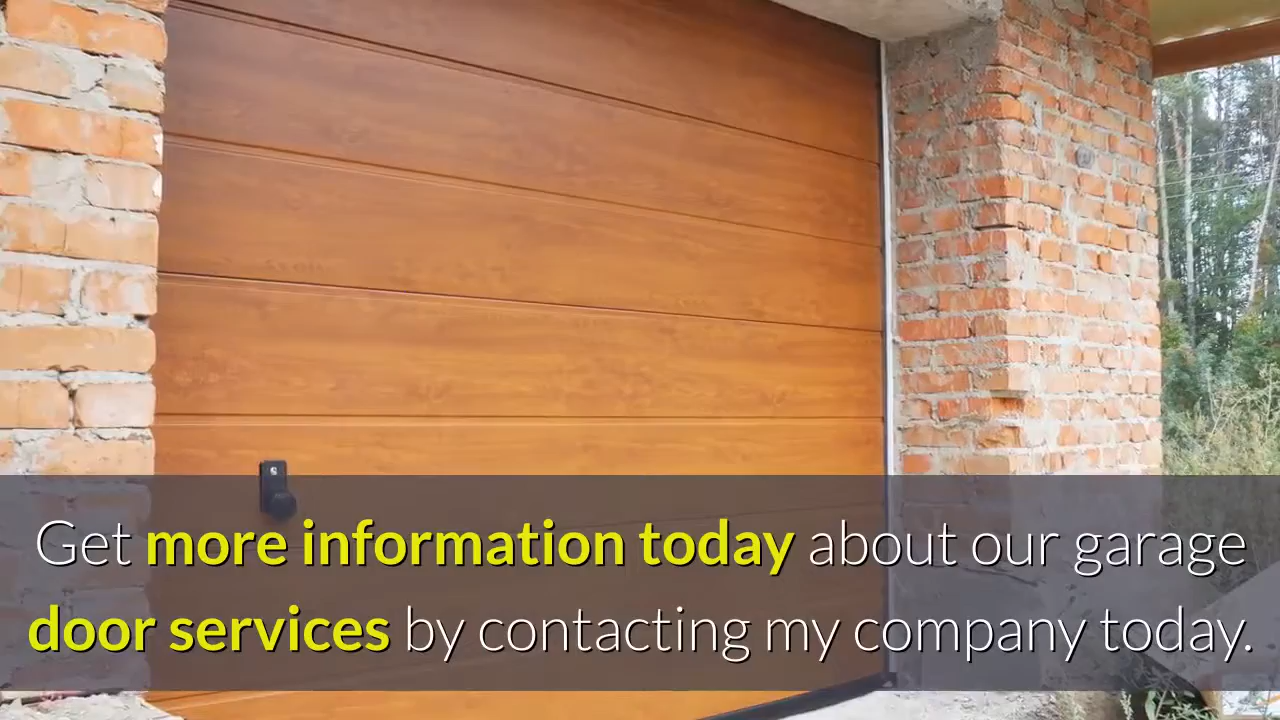 Get more information today about our garage
door services by contacting my company today.